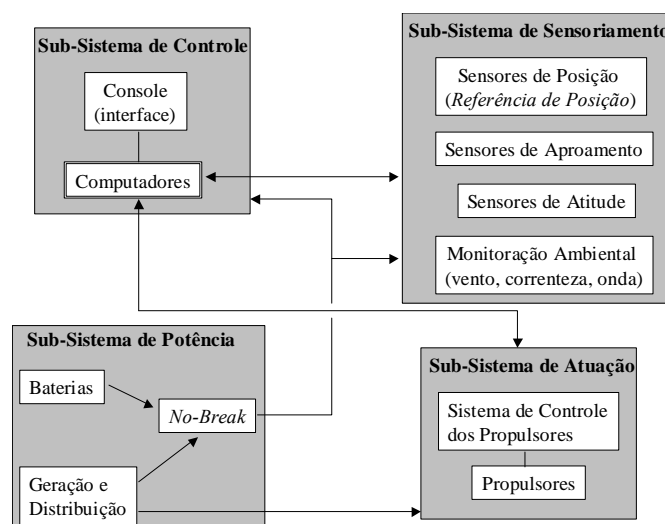 Sub-Sistema de Controle
Console
(interface)
Computadores
Sub-Sistema de Sensoriamento
Sensores de Posição
(Referência de Posição)
Sensores de Aproamento
Sensores de Atitude
Monitoração Ambiental
(vento, correnteza, onda)
Sub-Sistema de Potência
Baterias
No-Break
Geração e
Distribuição
Sub-Sistema de Atuação
Sistema de Controle
dos Propulsores
Propulsores